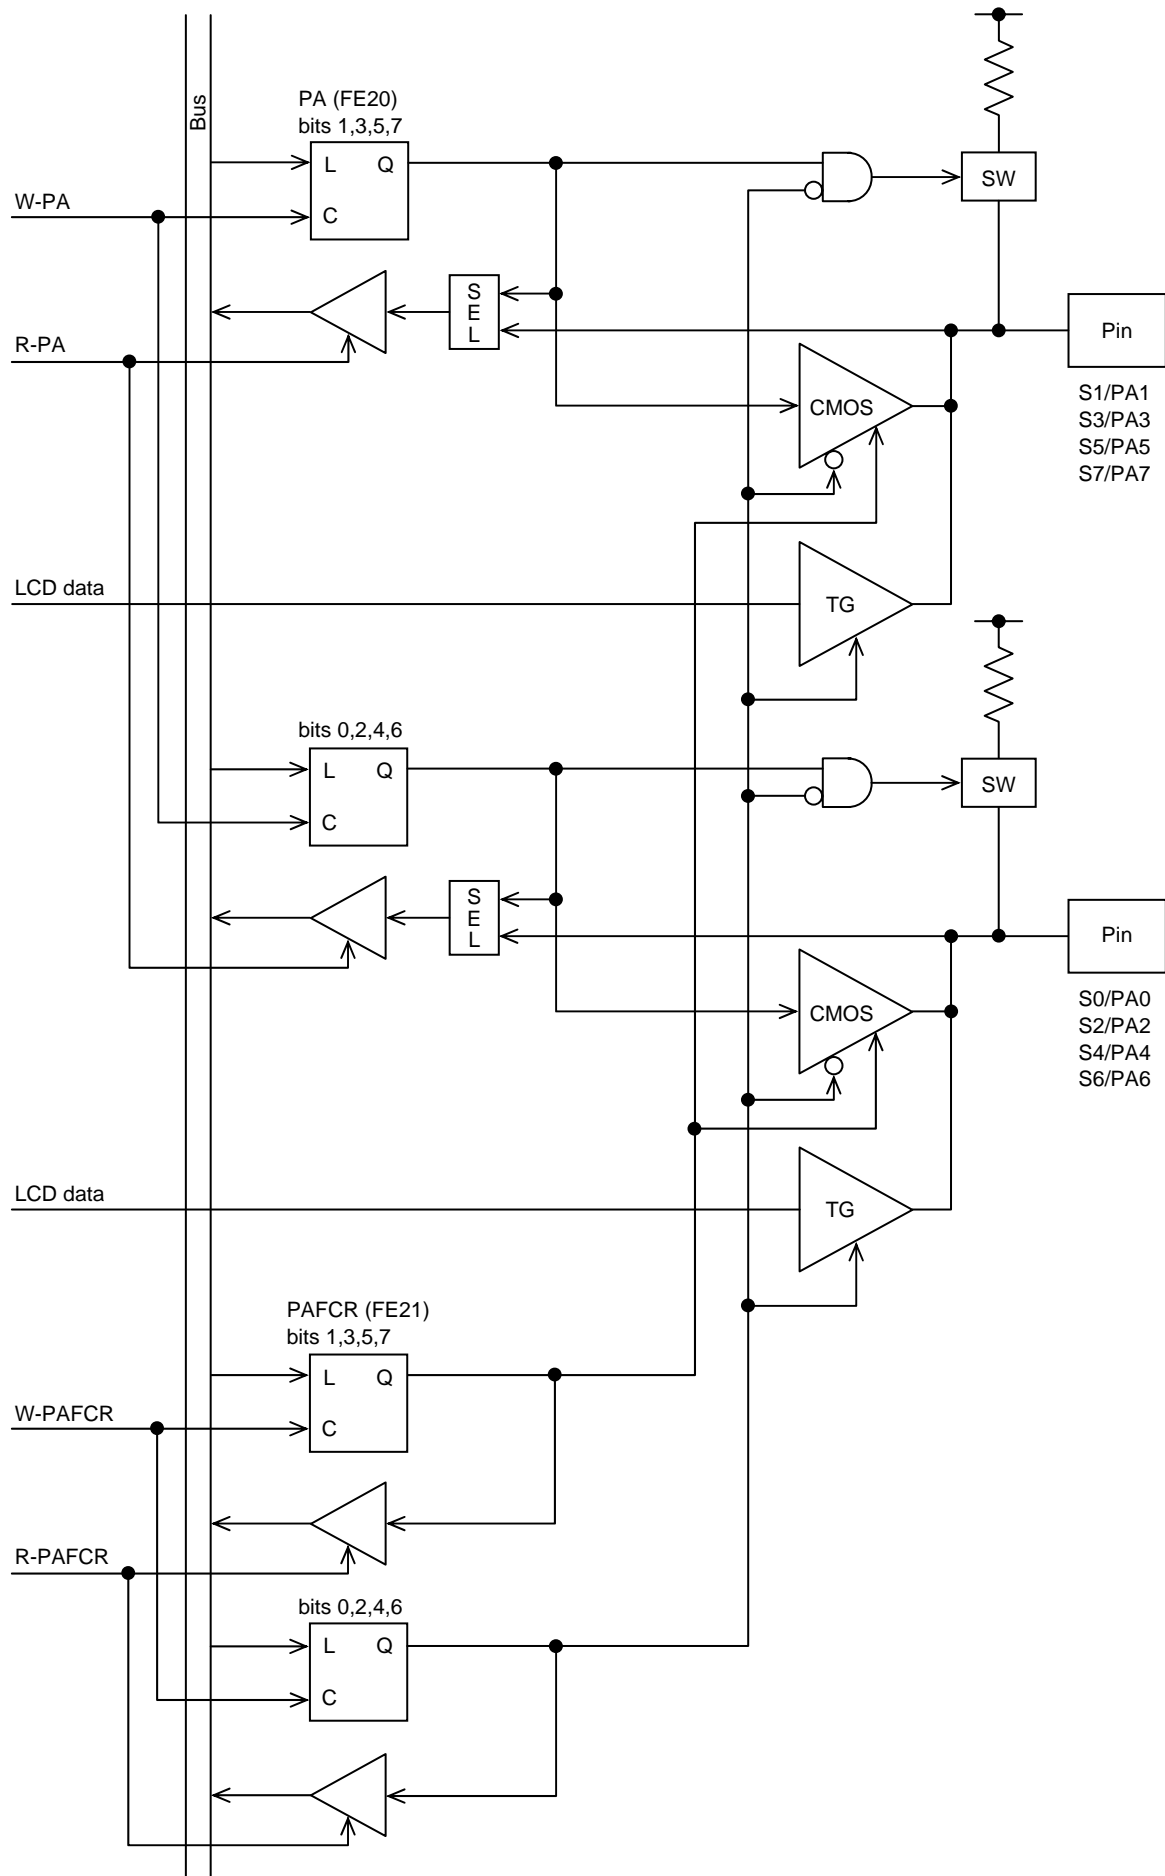 Bus
PA (FE20)
bits 1,3,5,7
L Q
C
SW
W-PA
SEL
R-PA
Pin
CMOS
S1/PA1
S3/PA3
S5/PA5
S7/PA7
LCD data
TG
bits 0,2,4,6
L Q
C
SW
SEL
Pin
CMOS
S0/PA0
S2/PA2
S4/PA4
S6/PA6
LCD data
TG
PAFCR (FE21)
bits 1,3,5,7
L Q
C
W-PAFCR
R-PAFCR
bits 0,2,4,6
L Q
C